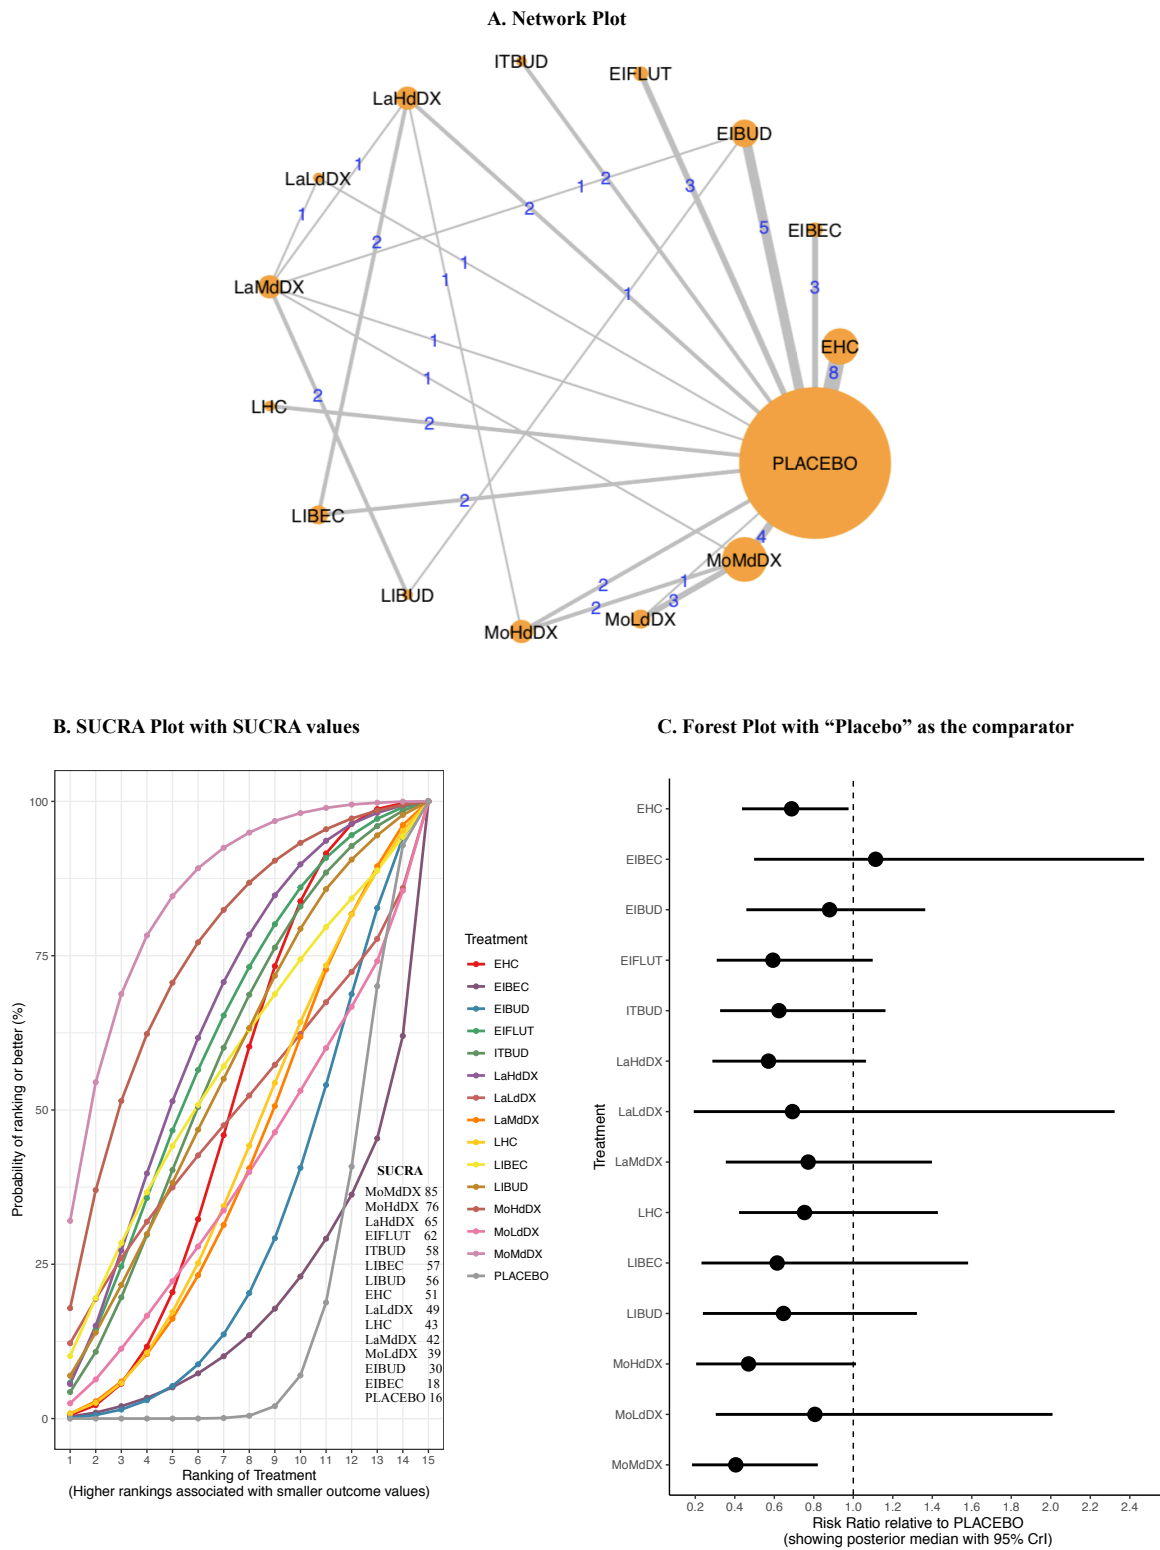 A. Network Plot
ITBUD
EIFLUT
LaHdDX
EIBUD
1
LaLdDX
1
2
3
1
2
5
EIBEC
2
1
1
1
LaMdDX
1
3
1
EHC
8
1
2
LHC
2
PLACEBO
2
LIBEC
4
MoMdDX
LIBUD
2
1
2
3
MoHdDX
MoLdDX
B. SUCRA Plot with SUCRA values
C. Forest Plot with “Placebo” as the comparator
Probability of ranking or better (%)
100
75
50
25
0
1 2 3 4 5 6 7 8 9 10 11 12 13 14 15
Ranking of Treatment
(Higher rankings associated with smaller outcome values)
SUCRA
MoMdDX 85
MoHdDX 76
LaHdDX 65
EIFLUT 62
ITBUD 58
LIBEC 57
LIBUD 56
EHC 51
LaLdDX 49
LHC 43
LaMdDX 42
MoLdDX 39
EIBUD 30
EIBEC 18
PLACEBO 16
Treatment
EHC
EIBEC
EIBUD
EIFLUT
ITBUD
LaHdDX
LaLdDX
LaMdDX
LHC
LIBEC
LIBUD
MoHdDX
MoLdDX
MoMdDX
PLACEBO
Treatment
EHC
EIBEC
EIBUD
EIFLUT
ITBUD
LaHdDX
LaLdDX
LaMdDX
LHC
LIBEC
LIBUD
MoHdDX
MoLdDX
MoMdDX
0.2 0.4 0.6 0.8 1.0 1.2 1.4 1.6 1.8 2.0 2.2 2.4
Risk Ratio relative to PLACEBO
(showing posterior median with 95% CrI)